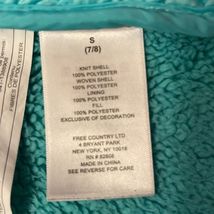 S
(7/8)
KNIT SHELL
100% POLYESTER
WOVEN SHELL
100% POLYESTER
LINING
100% POLYESTER
FILL
100% POLYESTER
EXCLUSIVE OF DECORATION
FREE COUNTRY LTD
4 BRYANT PARK
NEW YORK, NY 10018
RN # 82808
MADE IN CHINA
SEE REVERSE FOR CARE